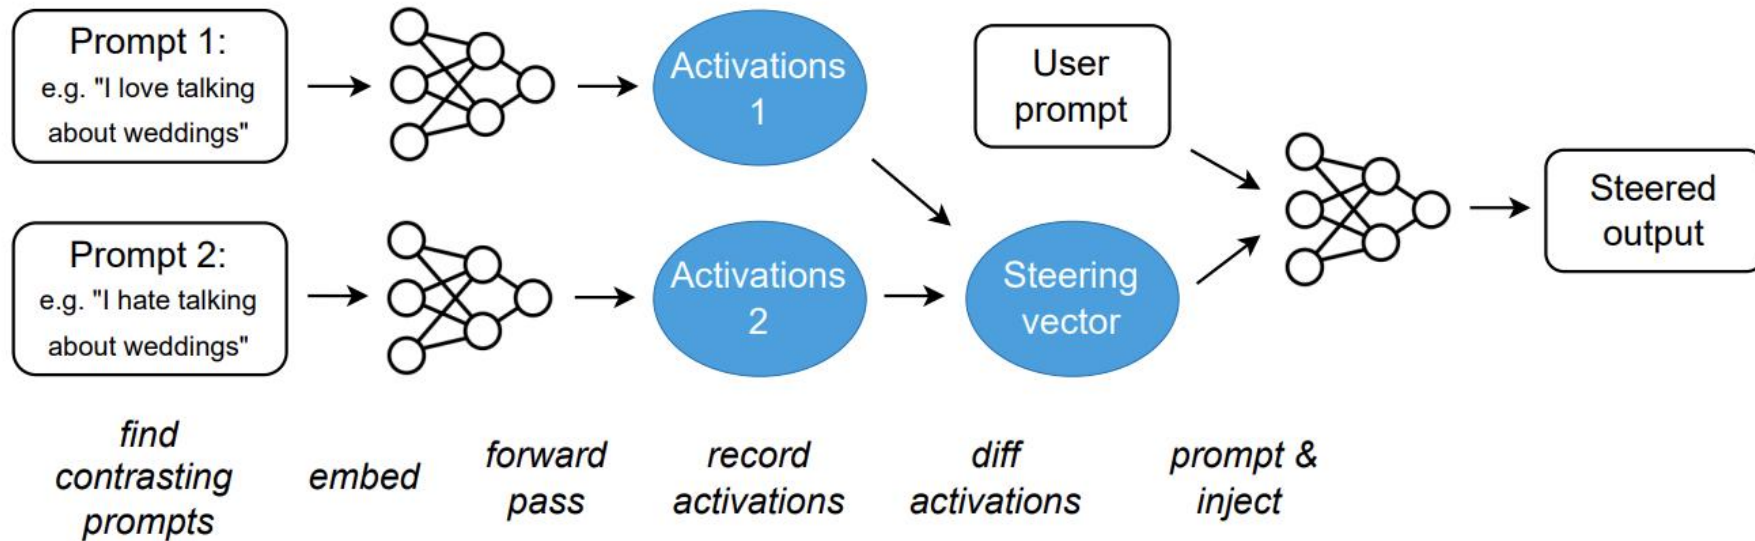 Prompt 1:
e.g. "I love talking
about weddings"
Activations
1
User
prompt
Prompt 2:
e.g. "I hate talking
about weddings"
Activations
2
Steering
vector
Steered
output
find
contrasting
prompts
embed
forward
pass
record
activations
diff
activations
prompt &
inject